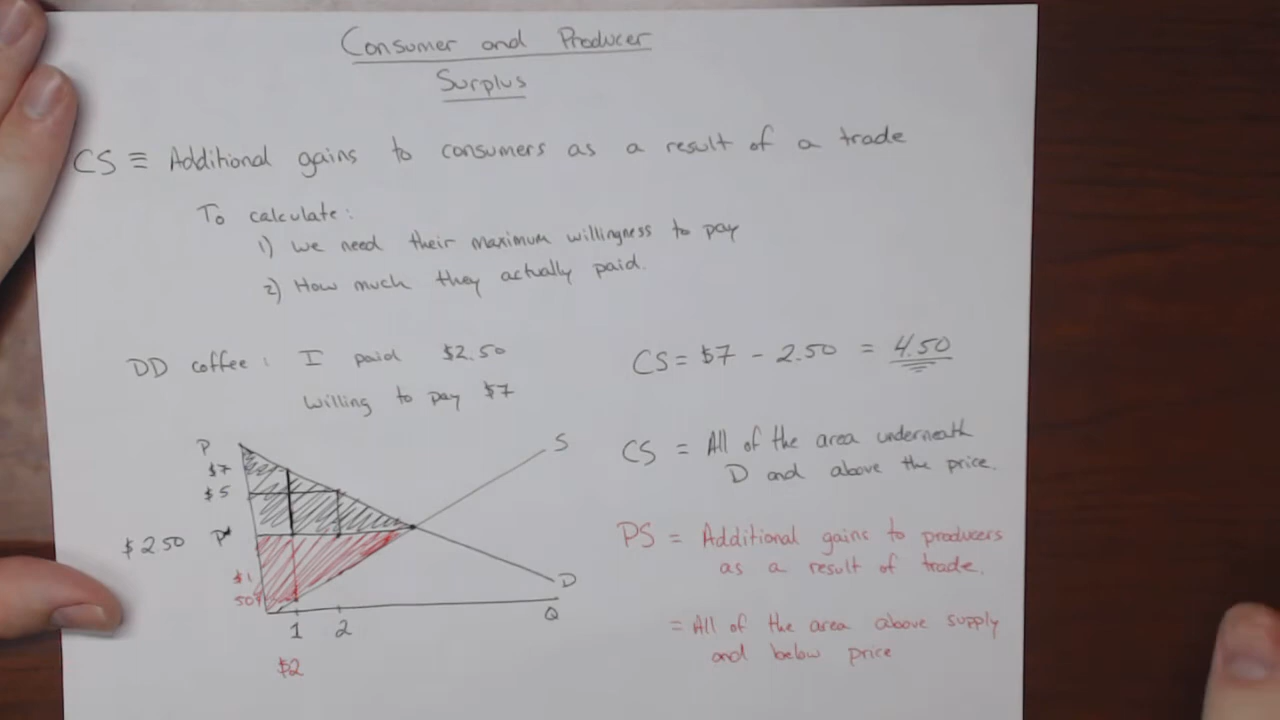 Consumer and Producer
Surplus
CS ≡ Additional gains to consumers as a result of a trade
To calculate:
1) we need their maximum willingness to pay
2) How much they actually paid.
DD coffee: I paid $2.50
Willing to pay $7
CS = $7 - 2.50 = 4.50
CS = All of the area underneath
D and above the price.
PS = Additional gains to producers
as a result of trade.
= All of the area above supply
and below price
P
$7
$5
$2.50 P*
$1
50¢
S
D
Q
1 2
$2